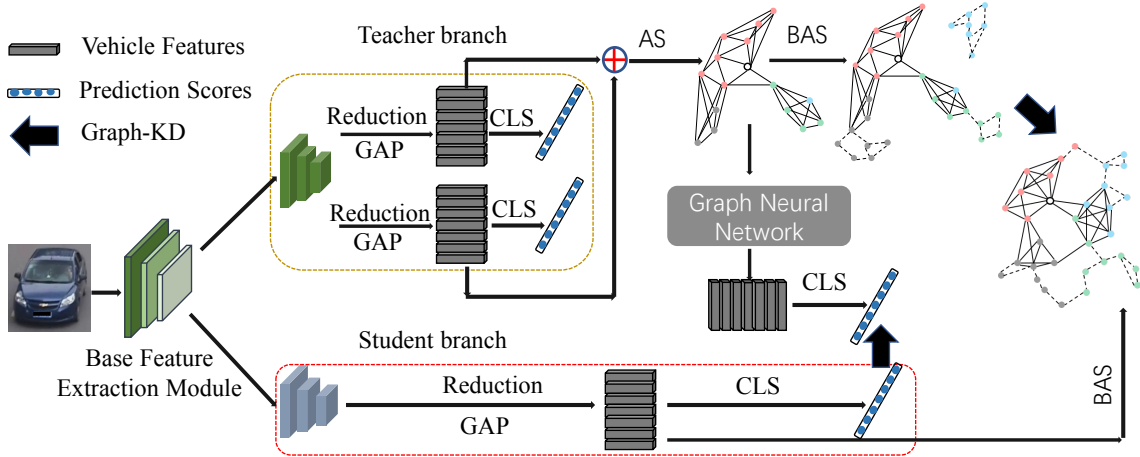 Vehicle Features
Prediction Scores
Graph-KD
Teacher branch
AS
BAS
Reduction
GAP
CLS
Reduction
GAP
CLS
Graph Neural
Network
CLS
Base Feature
Extraction Module
Student branch
Reduction
GAP
CLS
BAS